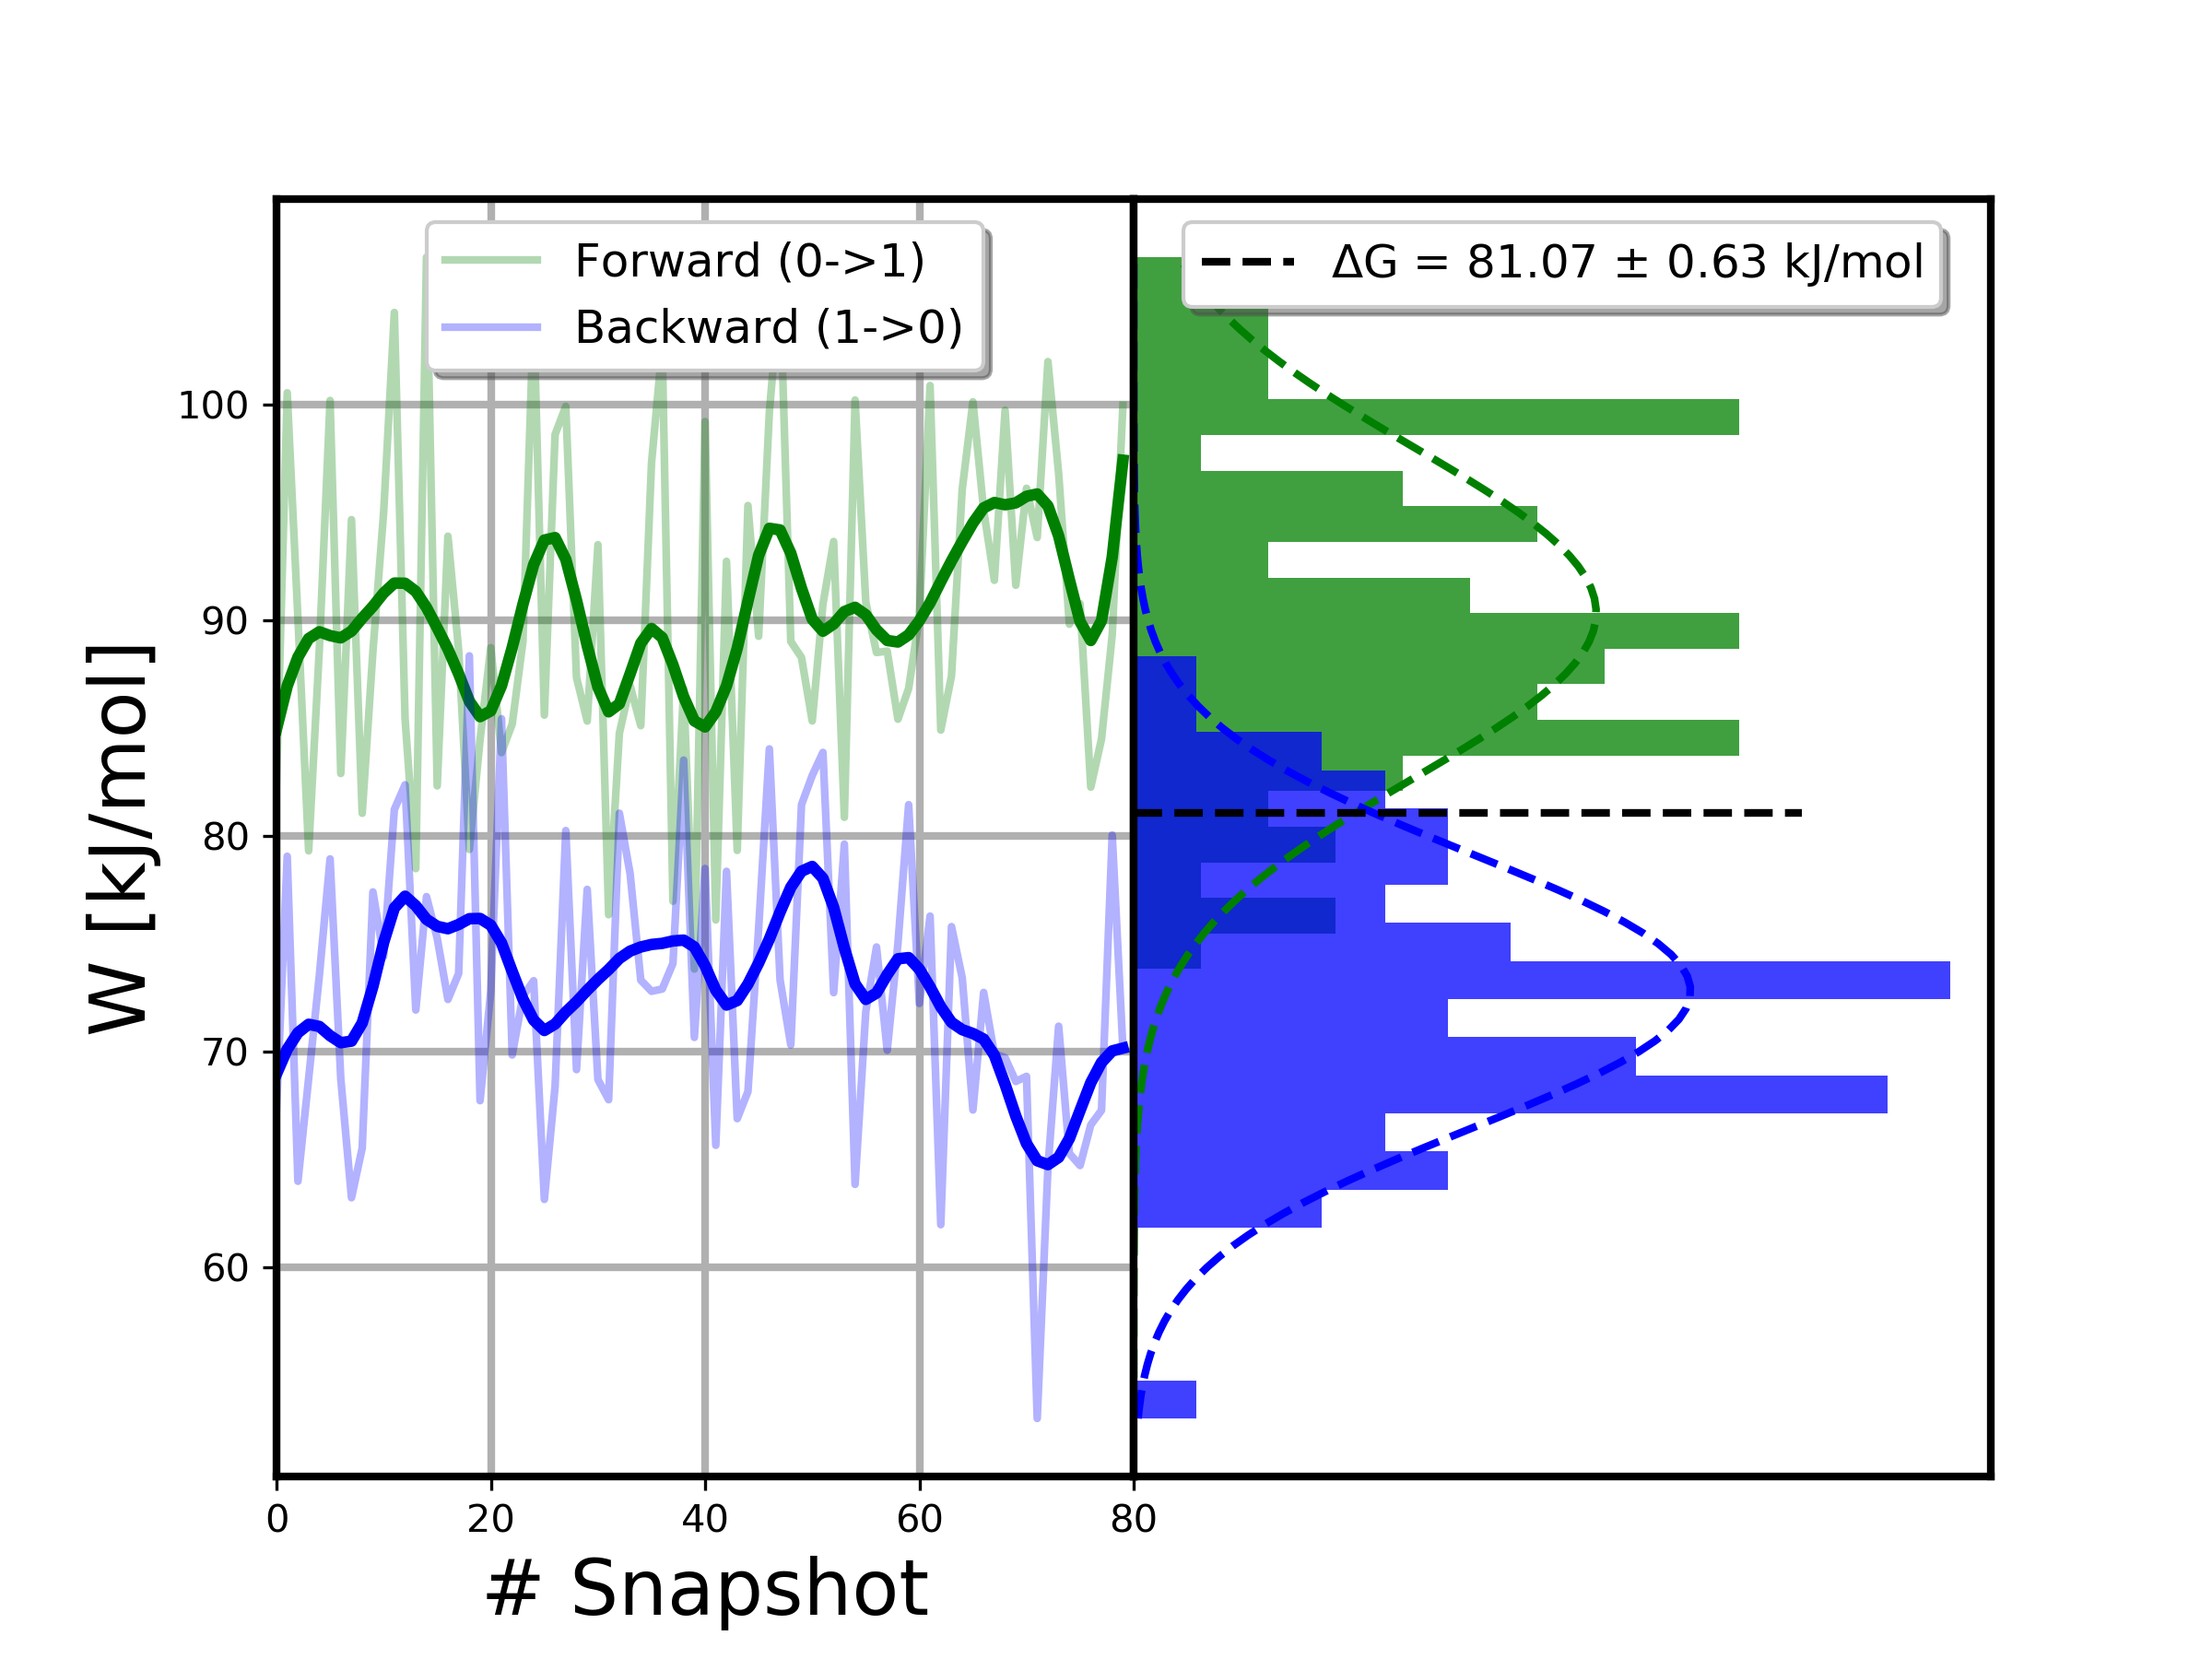 Forward (0->1)
Backward (1->0)
ΔG = 81.07 ± 0.63 kJ/mol
100
90
80
70
60
W [kJ/mol]
0 20 40 60 80
# Snapshot